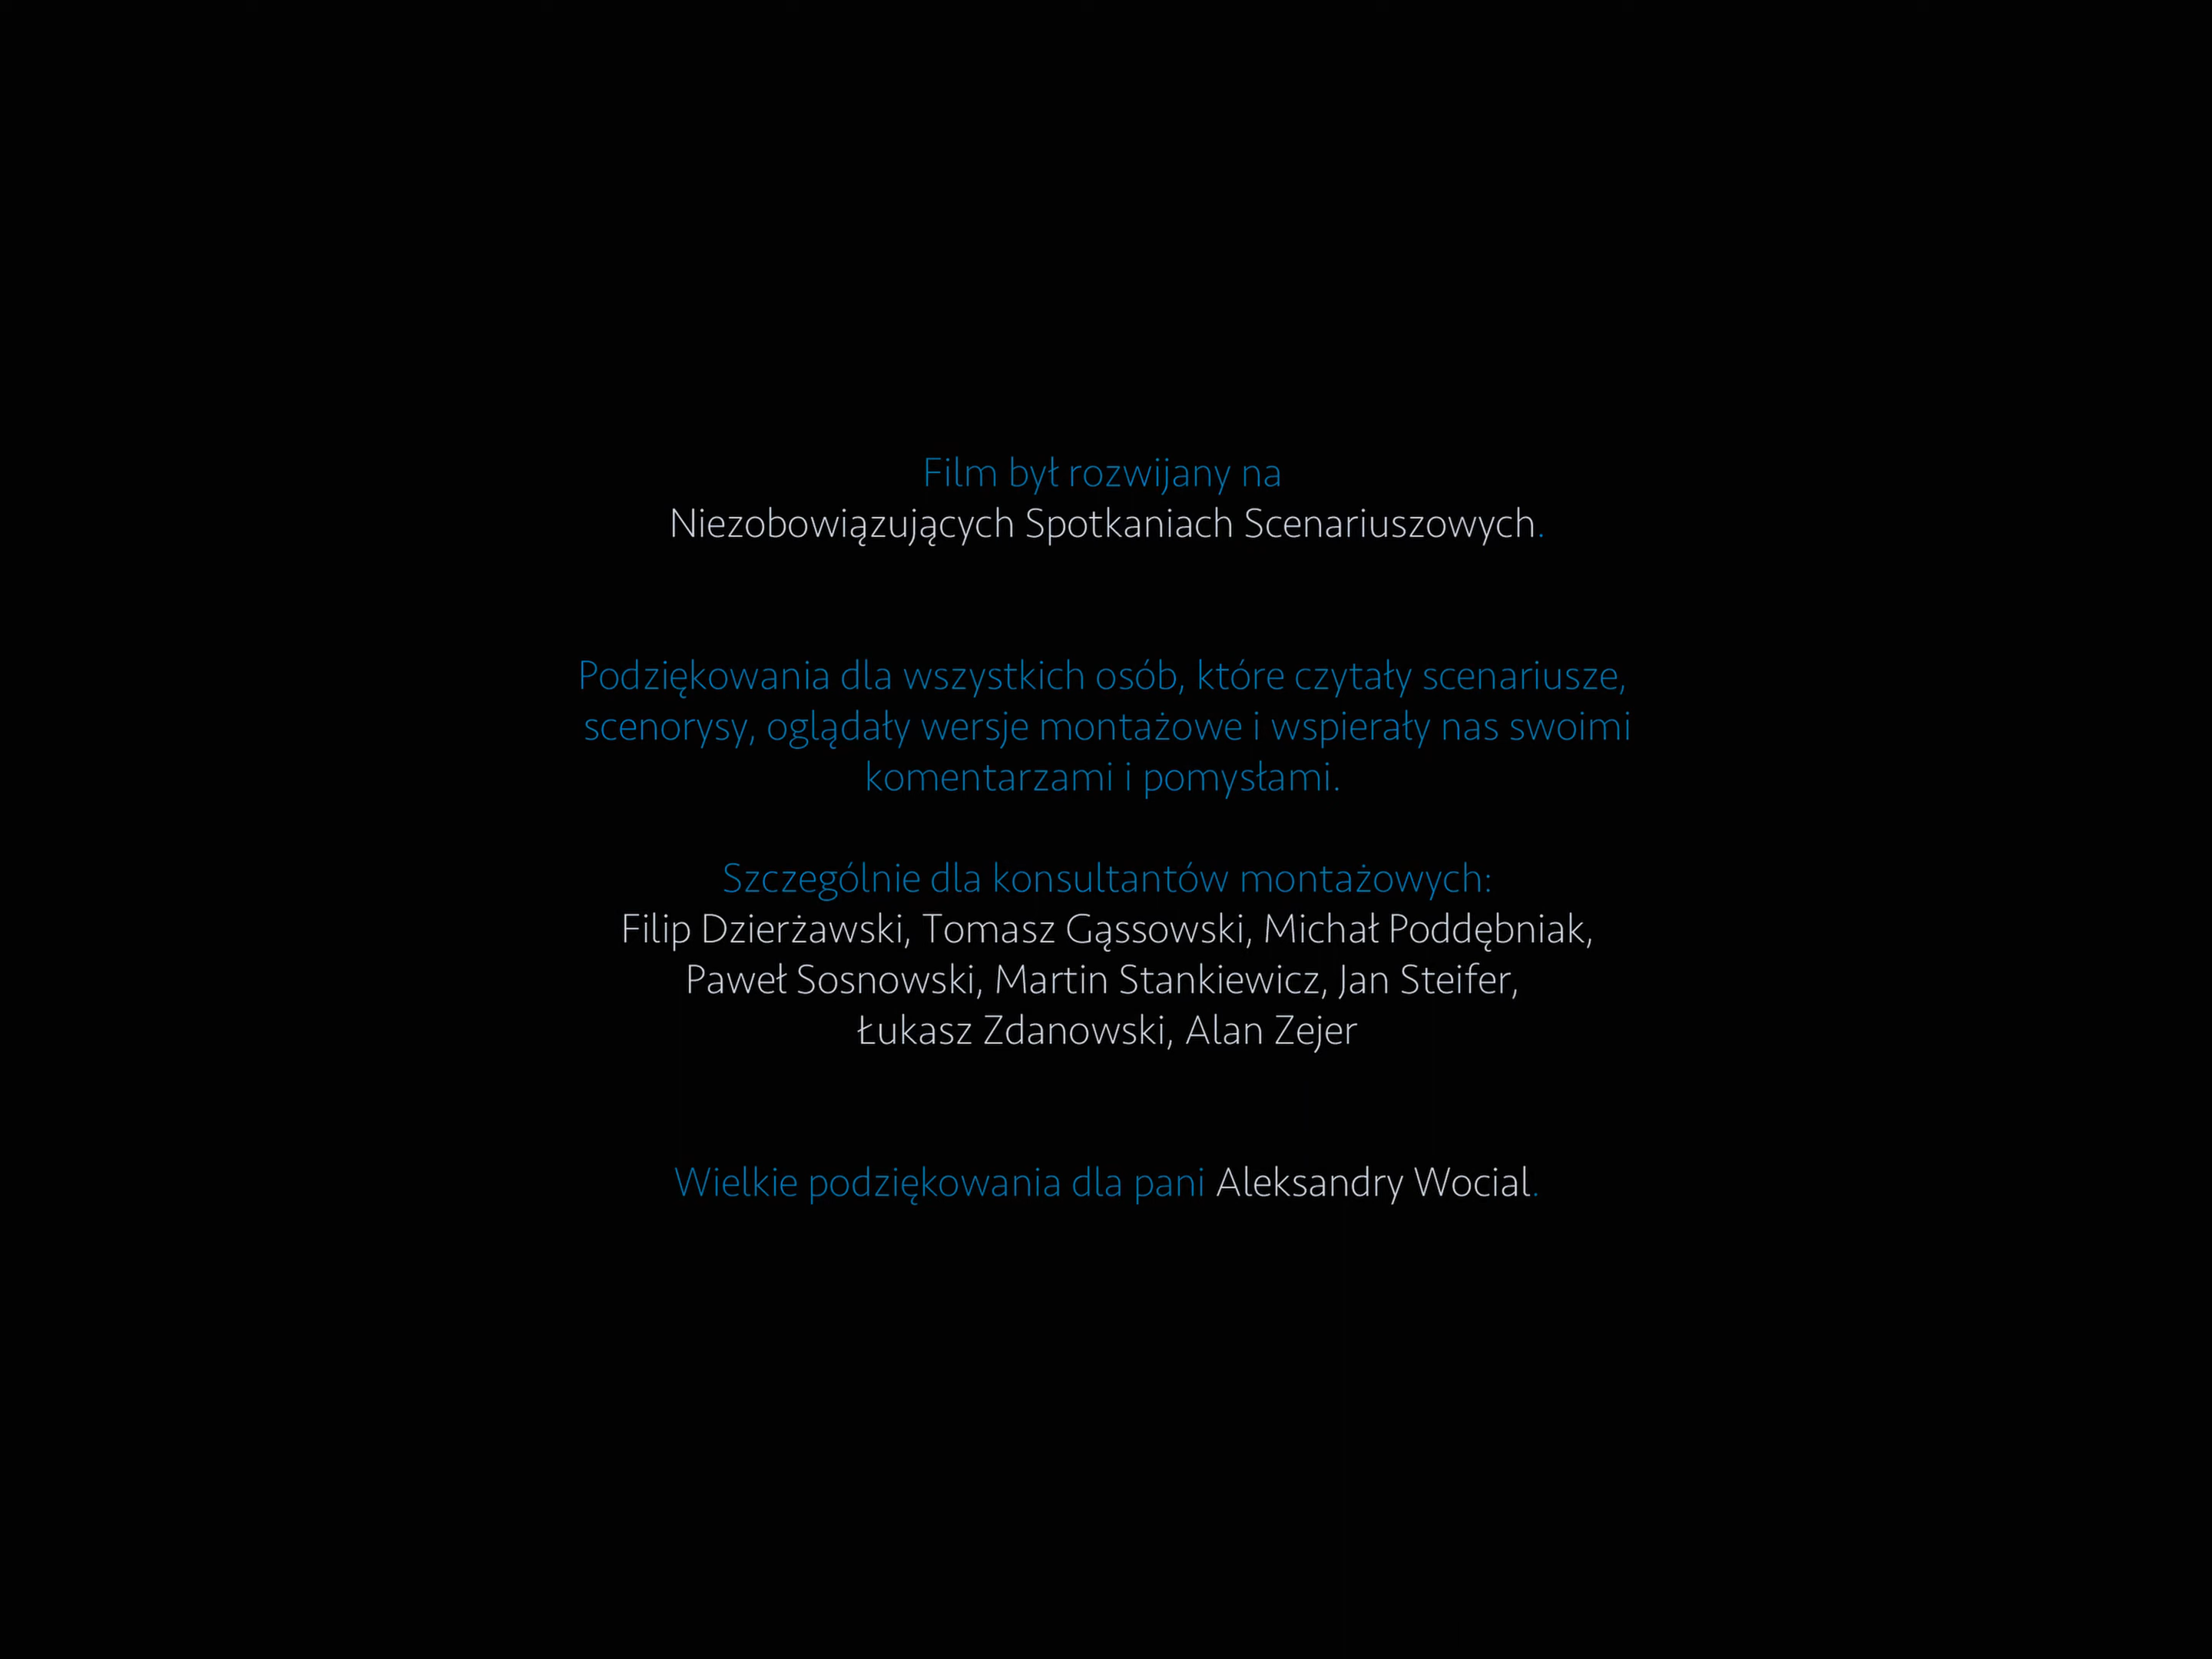 Film był rozwijany na
Niezobowiązujących Spotkaniach Scenariuszowych.
Podziękowania dla wszystkich osób, które czytały scenariusze,
scenorysy, oglądały wersje montażowe i wspierały nas swoimi
komentarzami i pomysłami.
Szczególnie dla konsultantów montażowych:
Filip Dzierżawski, Tomasz Gąssowski, Michał Poddębniak,
Paweł Sosnowski, Martin Stankiewicz, Jan Steifer,
Łukasz Zdanowski, Alan Zejer
Wielkie podziękowania dla pani Aleksandry Wocial.